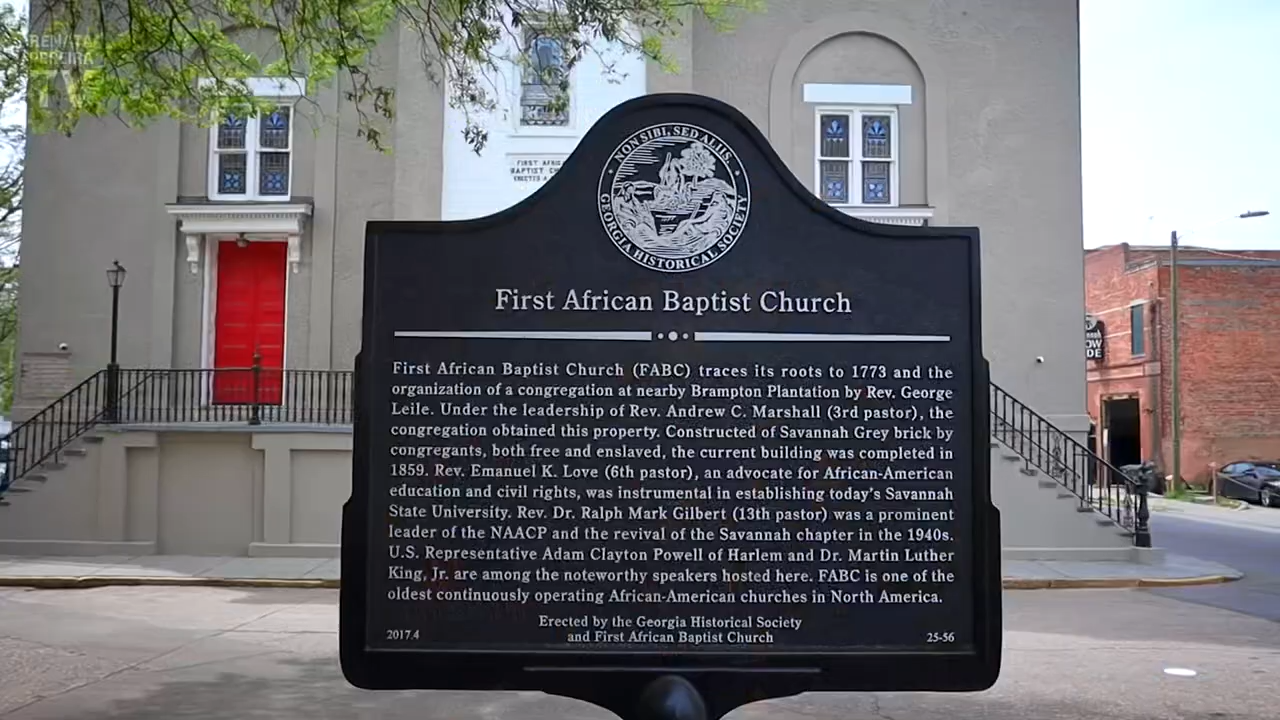 RENATA
PEREIRA
TV
FIRST AFRICAN
BAPTIST
NON SIBI, SED ALIIS
GEORGIA HISTORICAL SOCIETY
First African Baptist Church
First African Baptist Church (FABC) traces its roots to 1773 and the
organization of a congregation at nearby Brampton Plantation by Rev. George
Leile. Under the leadership of Rev. Andrew C. Marshall (3rd pastor), the
congregation obtained this property. Constructed of Savannah Grey brick by
congregants, both free and enslaved, the current building was completed in
1859. Rev. Emanuel K. Love (6th pastor), an advocate for African-American
education and civil rights, was instrumental in establishing today's Savannah
State University. Rev. Dr. Ralph Mark Gilbert (13th pastor) was a prominent
leader of the NAACP and the revival of the Savannah chapter in the 1940s.
U.S. Representative Adam Clayton Powell of Harlem and Dr. Martin Luther
King, Jr. are among the noteworthy speakers hosted here. FABC is one of the
oldest continuously operating African-American churches in North America.
Erected by the Georgia Historical Society
and First African Baptist Church
2017.4
25-56